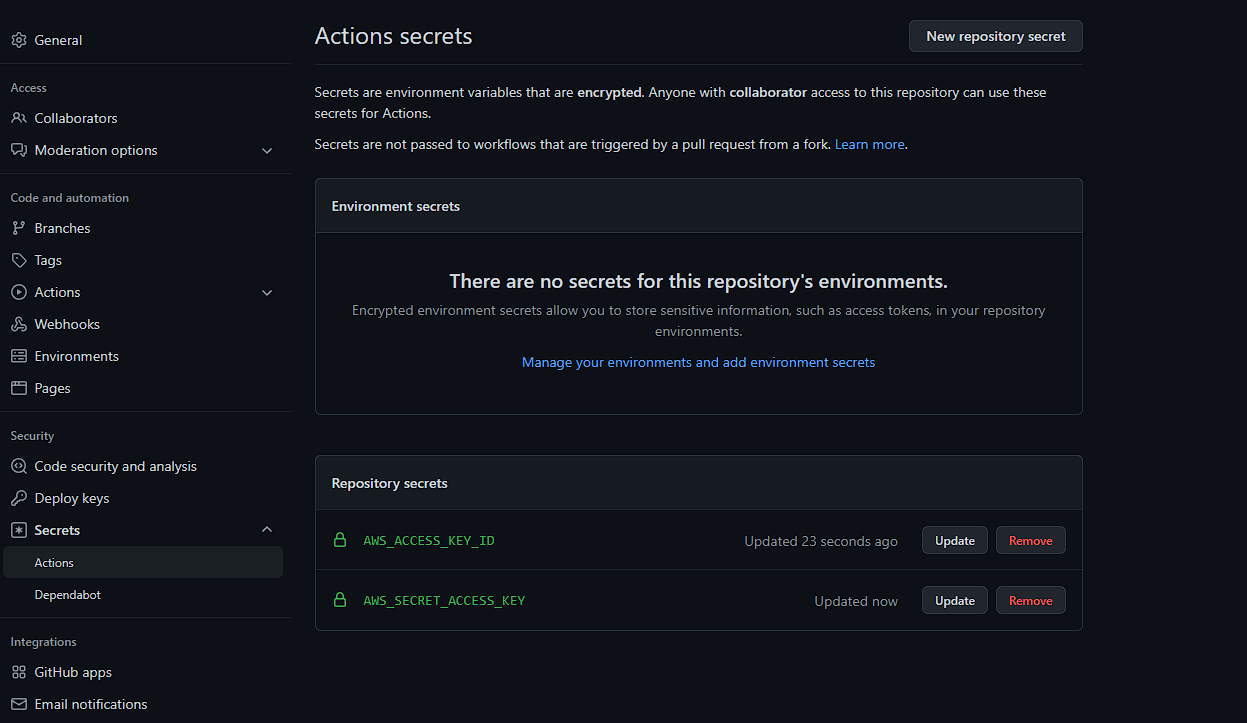 General
Access
Collaborators
Moderation options
Code and automation
Branches
Tags
Actions
Webhooks
Environments
Pages
Security
Code security and analysis
Deploy keys
Secrets
Actions
Dependabot
Integrations
GitHub apps
Email notifications
Actions secrets
New repository secret
Secrets are environment variables that are encrypted. Anyone with collaborator access to this repository can use these
secrets for Actions.
Secrets are not passed to workflows that are triggered by a pull request from a fork. Learn more.
Environment secrets
There are no secrets for this repository's environments.
Encrypted environment secrets allow you to store sensitive information, such as access tokens, in your repository
environments.
Manage your environments and add environment secrets
Repository secrets
AWS_ACCESS_KEY_ID Updated 23 seconds ago Update Remove
AWS_SECRET_ACCESS_KEY Updated now Update Remove